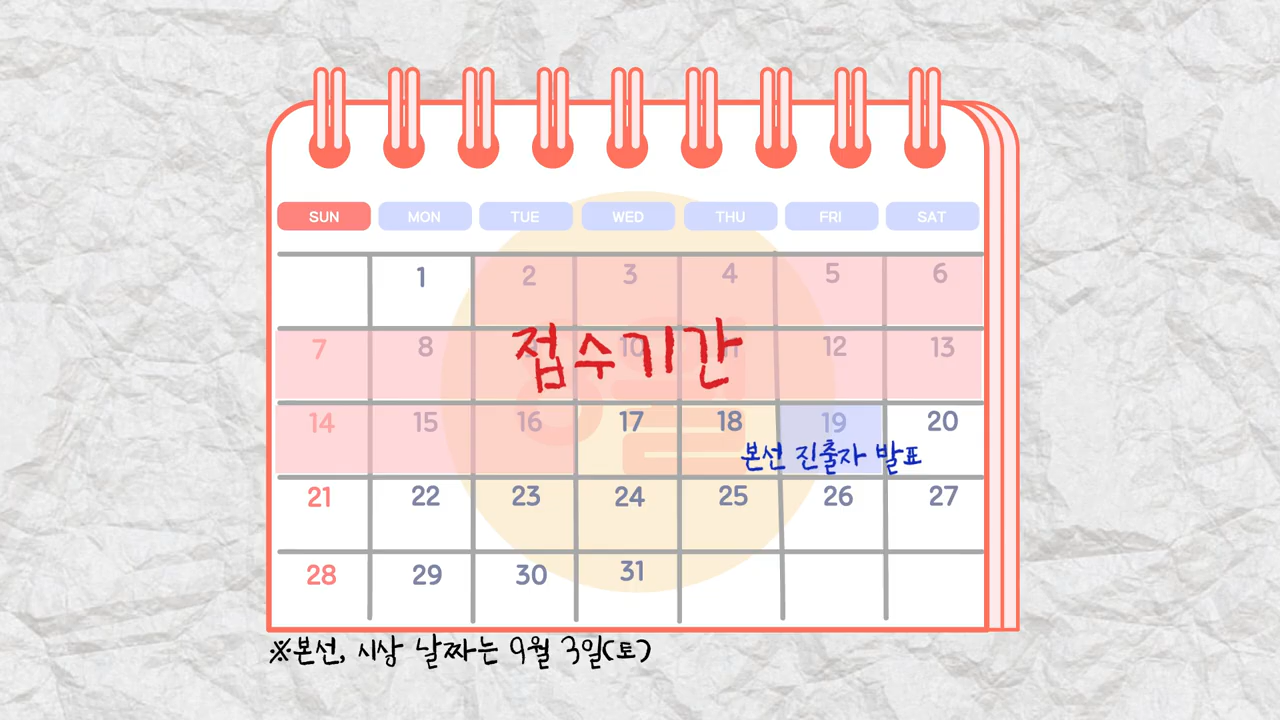 SUN MON TUE WED THU FRI SAT
1 2 3 4 5 6
7 8 9 10 11 12 13
접수기간
14 15 16 17 18 19 20
본선 진출자 발표
8월
21 22 23 24 25 26 27
28 29 30 31
※본선, 시상 날짜는 9월 3일(토)